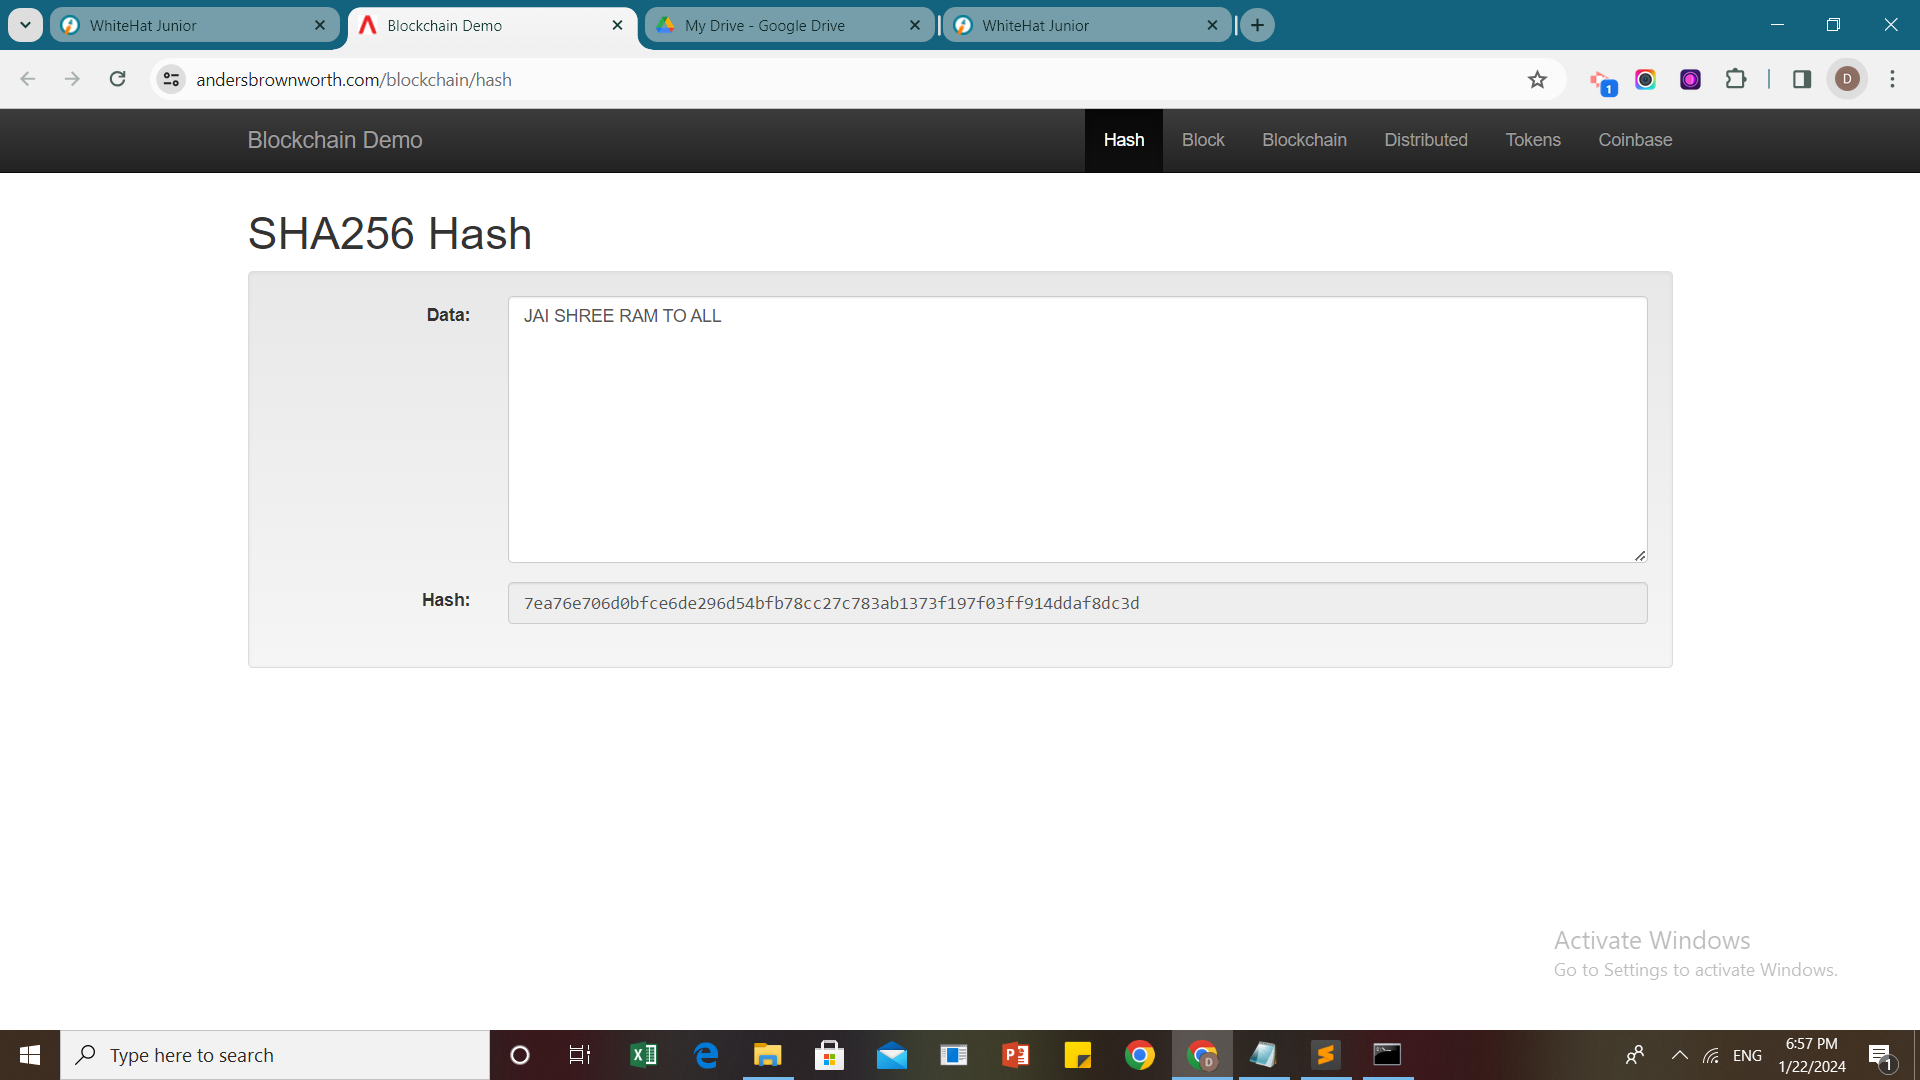 WhiteHat Junior
Blockchain Demo
My Drive - Google Drive
WhiteHat Junior
andersbrownworth.com/blockchain/hash
1
D
Blockchain Demo
Hash
Block
Blockchain
Distributed
Tokens
Coinbase
SHA256 Hash
Data:
JAI SHREE RAM TO ALL
Hash:
7ea76e706d0bfce6de296d54bfb78cc27c783ab1373f197f03ff914ddaf8dc3d
Activate Windows
Go to Settings to activate Windows.
Type here to search
D
ENG
6:57 PM
1/22/2024
1